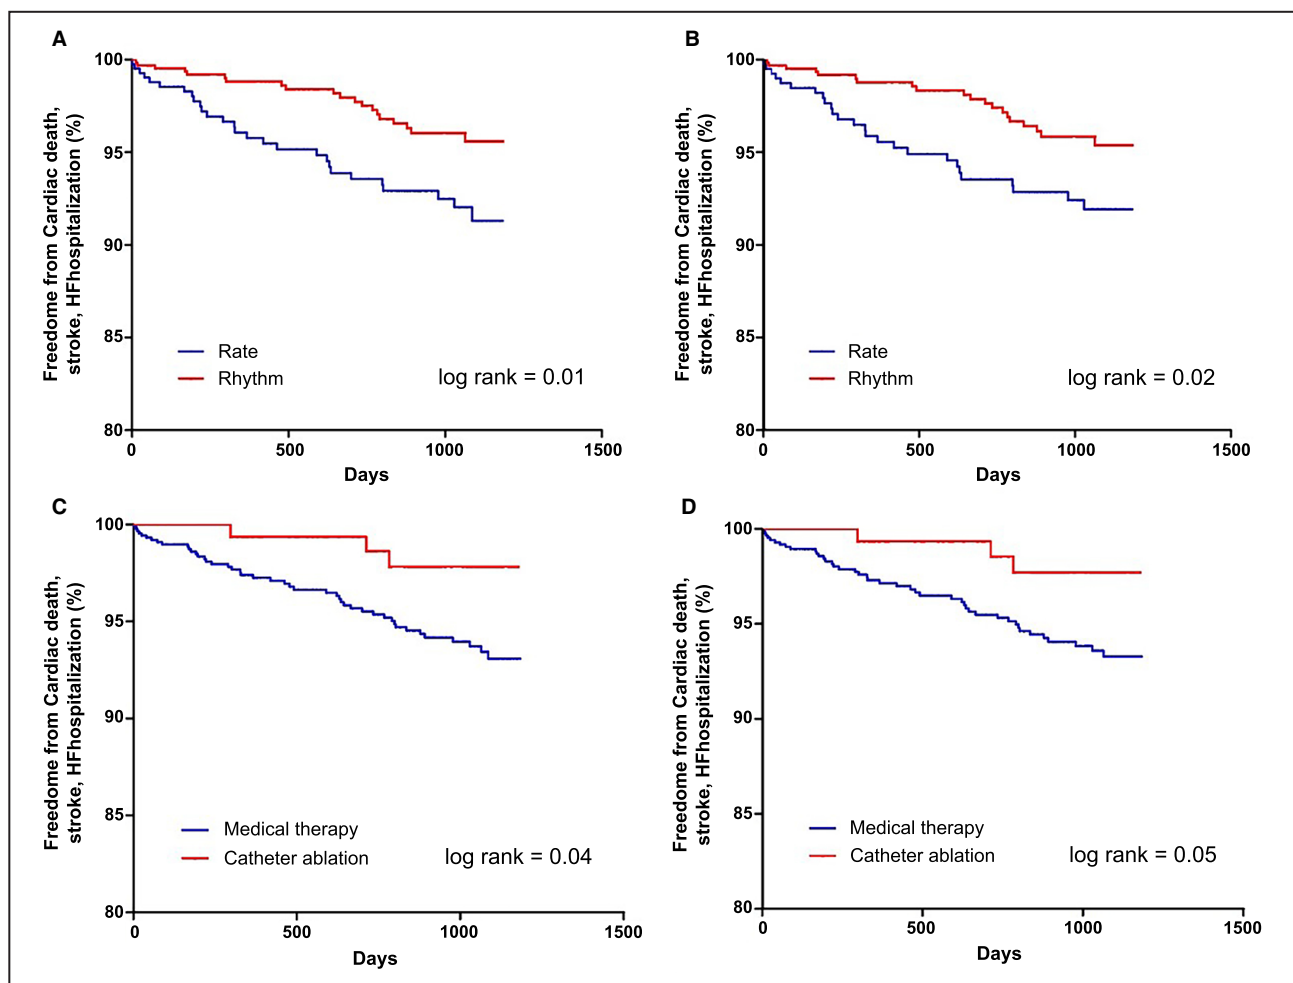 A
Freedome from Cardiac death,
stroke, HFhospitalization (%)
100
95
90
85
80
Rate
Rhythm
log rank = 0.01
0
500
1000
1500
Days
B
Freedome from Cardiac death,
stroke, HFhospitalization (%)
100
95
90
85
80
Rate
Rhythm
log rank = 0.02
0
500
1000
1500
Days
C
Freedome from Cardiac death,
stroke, HFhospitalization (%)
100
95
90
85
80
Medical therapy
Catheter ablation
log rank = 0.04
0
500
1000
1500
Days
D
Freedome from Cardiac death,
stroke, HFhospitalization (%)
100
95
90
85
80
Medical therapy
Catheter ablation
log rank = 0.05
0
500
1000
1500
Days